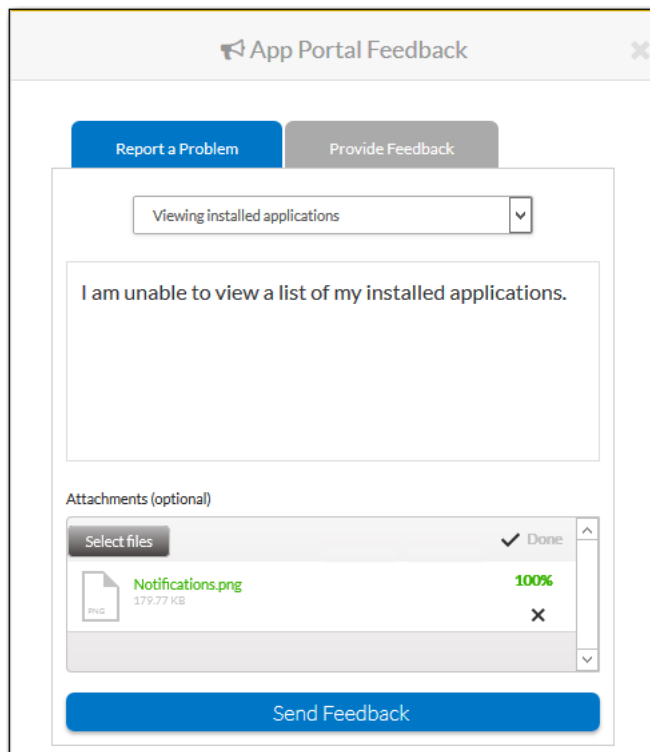 App Portal Feedback
Report a Problem
Provide Feedback
Viewing installed applications
I am unable to view a list of my installed applications.
Attachments (optional)
Select files
Done
Notifications.png
100%
PNG
179.77 KB
Send Feedback